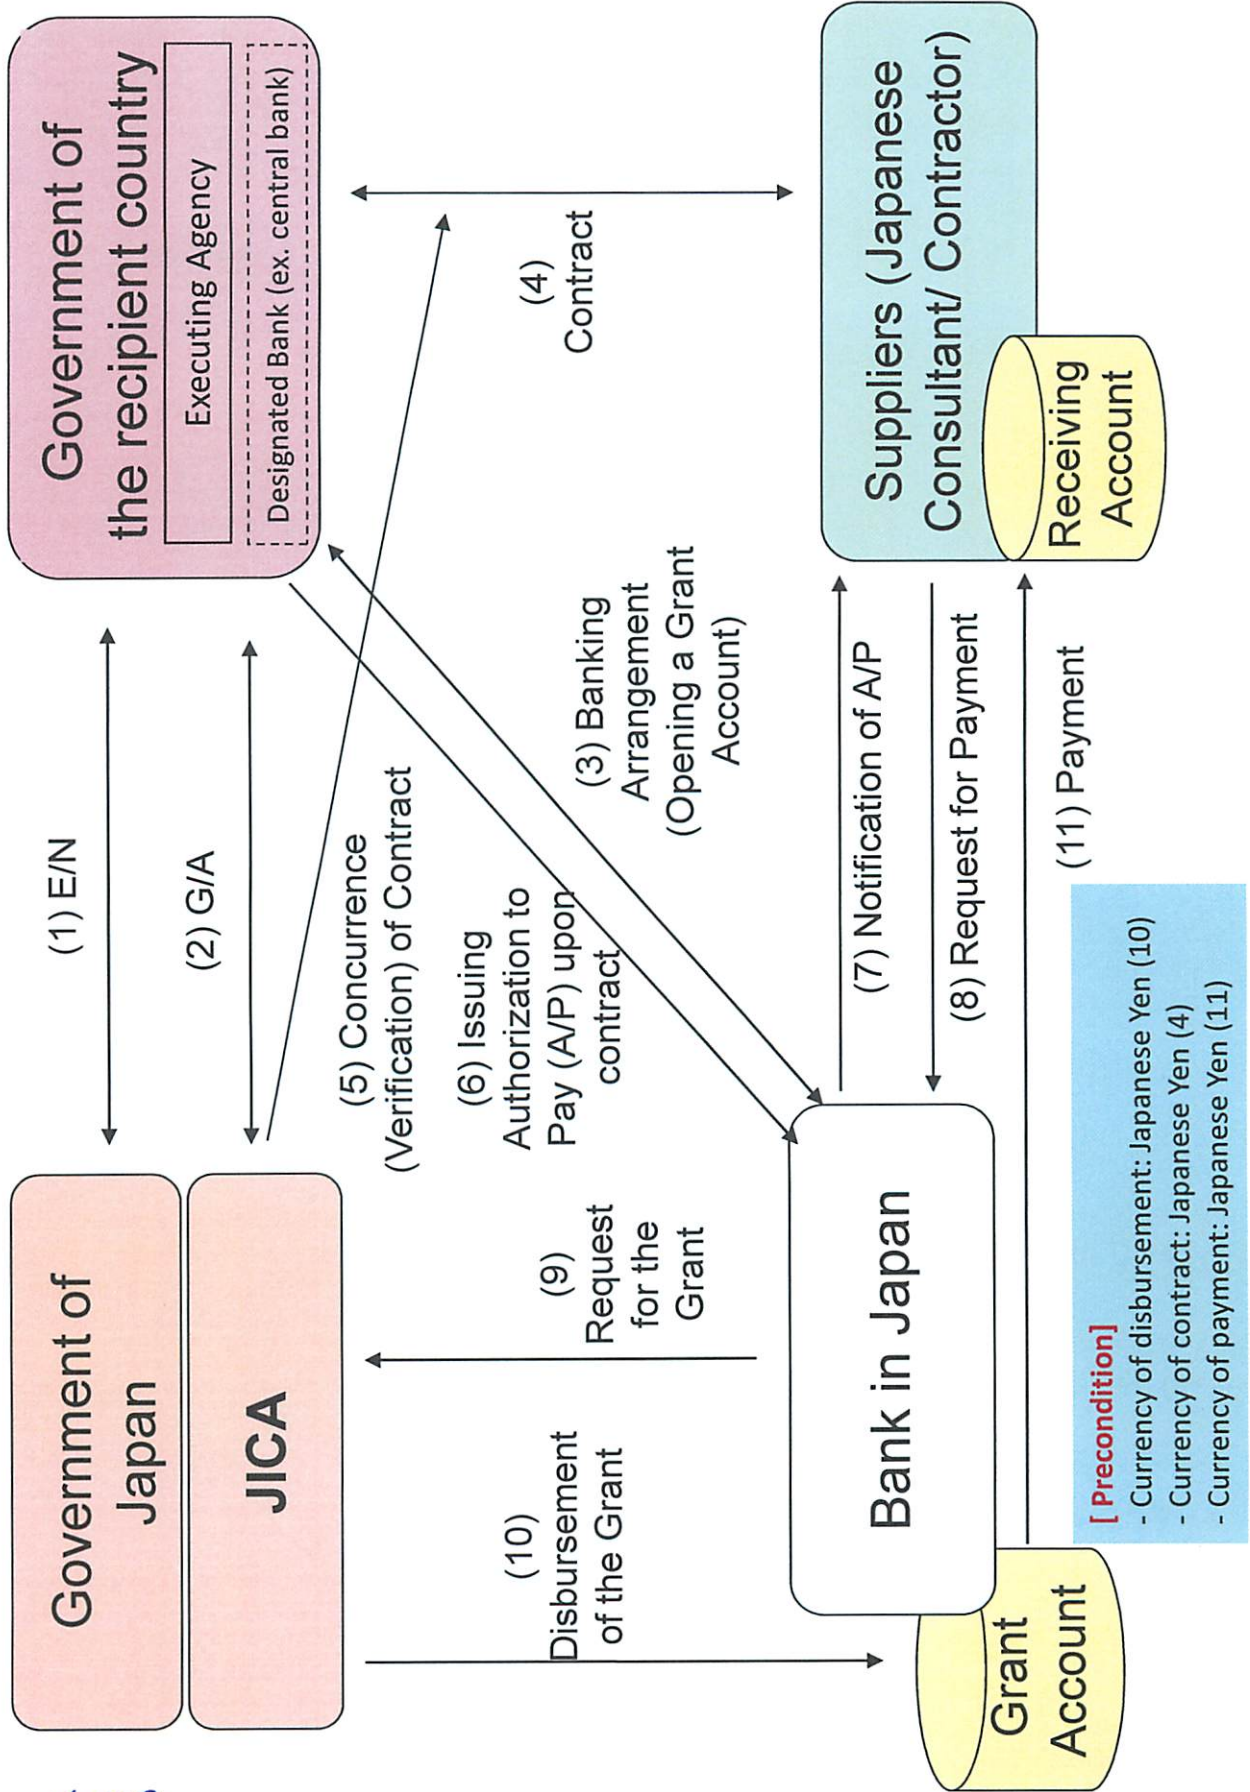 Government of
Japan
JICA
Government of
the recipient country
Executing Agency
Designated Bank (ex. central bank)
(1) E/N
(2) G/A
(5) Concurrence
(Verification) of Contract
(6) Issuing
Authorization to
Pay (A/P) upon
contract
(3) Banking
Arrangement
(Opening a Grant
Account)
(4)
Contract
(9)
Request
for the
Grant
(10)
Disbursement
of the Grant
Bank in Japan
Grant
Account
(7) Notification of A/P
(8) Request for Payment
(11) Payment
Suppliers (Japanese
Consultant/ Contractor)
Receiving
Account
[ Precondition]
- Currency of disbursement: Japanese Yen (10)
- Currency of contract: Japanese Yen (4)
- Currency of payment: Japanese Yen (11)